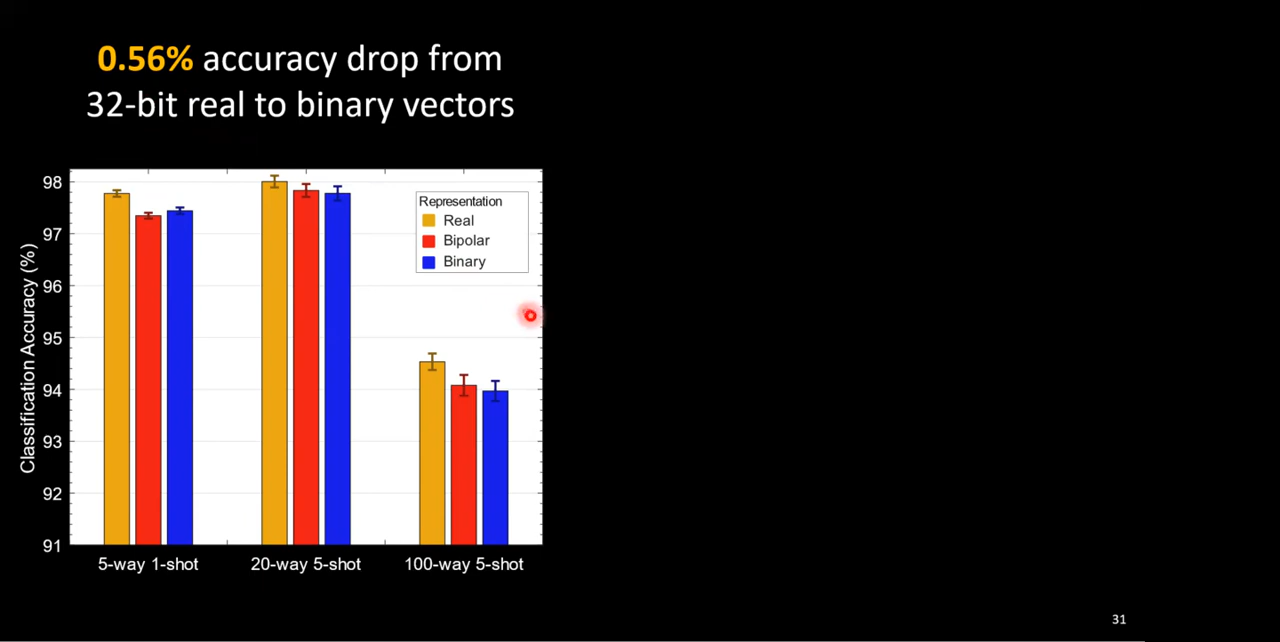 0.56% accuracy drop from
32-bit real to binary vectors
Classification Accuracy (%)
98
97
96
95
94
93
92
91
Representation
Real
Bipolar
Binary
5-way 1-shot
20-way 5-shot
100-way 5-shot
31